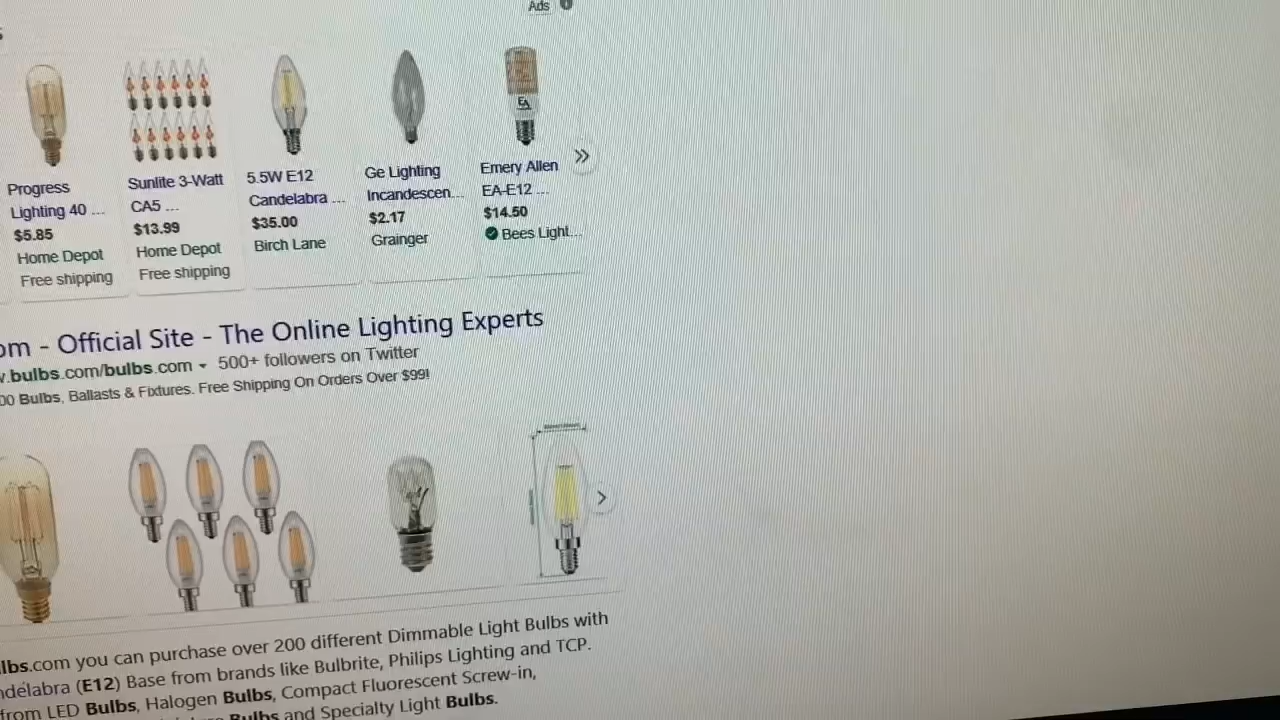 Ads
Progress
Lighting 40 ...
$5.85
Home Depot
Free shipping
Sunlite 3-Watt
CA5 ...
$13.99
Home Depot
Free shipping
5.5W E12
Candelabra ...
$35.00
Birch Lane
Ge Lighting
Incandescen...
$2.17
Grainger
EA
Emery Allen
EA-E12 ...
$14.50
Bees Light...
om - Official Site - The Online Lighting Experts
.bulbs.com/bulbs.com 500+ followers on Twitter
00 Bulbs, Ballasts & Fixtures. Free Shipping On Orders Over $99!
lbs.com you can purchase over 200 different Dimmable Light Bulbs with
ndelabra (E12) Base from brands like Bulbrite, Philips Lighting and TCP.
from LED Bulbs, Halogen Bulbs, Compact Fluorescent Screw-in,
Bulbs and Specialty Light Bulbs.